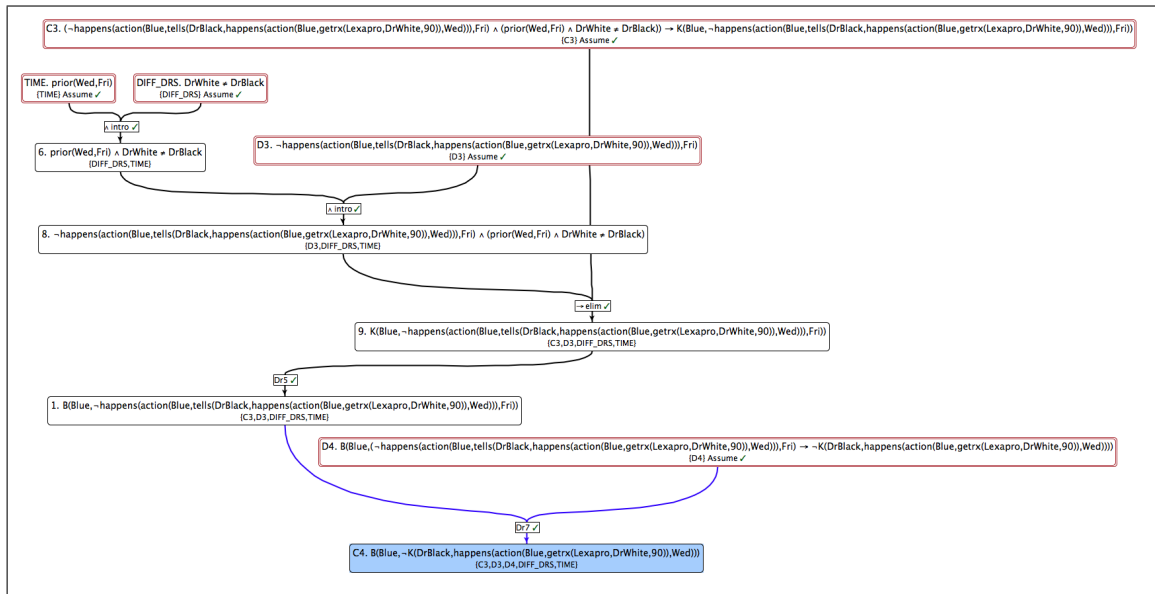 C3. (¬happens(action(Blue,tells(DrBlack,happens(action(Blue,getrx(Lexapro,DrWhite,90)),Wed))),Fri) ∧ (prior(Wed,Fri) ∧ DrWhite ≠ DrBlack)) → K(Blue,¬happens(action(Blue,tells(DrBlack,happens(action(Blue,getrx(Lexapro,DrWhite,90)),Wed))),Fri))
{C3} Assume ✓
TIME. prior(Wed,Fri)
{TIME} Assume ✓
DIFF_DRS. DrWhite ≠ DrBlack
{DIFF_DRS} Assume ✓
∧ intro ✓
6. prior(Wed,Fri) ∧ DrWhite ≠ DrBlack
{DIFF_DRS,TIME}
D3. ¬happens(action(Blue,tells(DrBlack,happens(action(Blue,getrx(Lexapro,DrWhite,90)),Wed))),Fri)
{D3} Assume ✓
∧ intro ✓
8. ¬happens(action(Blue,tells(DrBlack,happens(action(Blue,getrx(Lexapro,DrWhite,90)),Wed))),Fri) ∧ (prior(Wed,Fri) ∧ DrWhite ≠ DrBlack)
{D3,DIFF_DRS,TIME}
→ elim ✓
9. K(Blue,¬happens(action(Blue,tells(DrBlack,happens(action(Blue,getrx(Lexapro,DrWhite,90)),Wed))),Fri))
{C3,D3,DIFF_DRS,TIME}
Dr5 ✓
1. B(Blue,¬happens(action(Blue,tells(DrBlack,happens(action(Blue,getrx(Lexapro,DrWhite,90)),Wed))),Fri))
{C3,D3,DIFF_DRS,TIME}
D4. B(Blue,(¬happens(action(Blue,tells(DrBlack,happens(action(Blue,getrx(Lexapro,DrWhite,90)),Wed))),Fri) → ¬K(DrBlack,happens(action(Blue,getrx(Lexapro,DrWhite,90)),Wed))))
{D4} Assume ✓
Dr7 ✓
C4. B(Blue,¬K(DrBlack,happens(action(Blue,getrx(Lexapro,DrWhite,90)),Wed)))
{C3,D3,D4,DIFF_DRS,TIME}